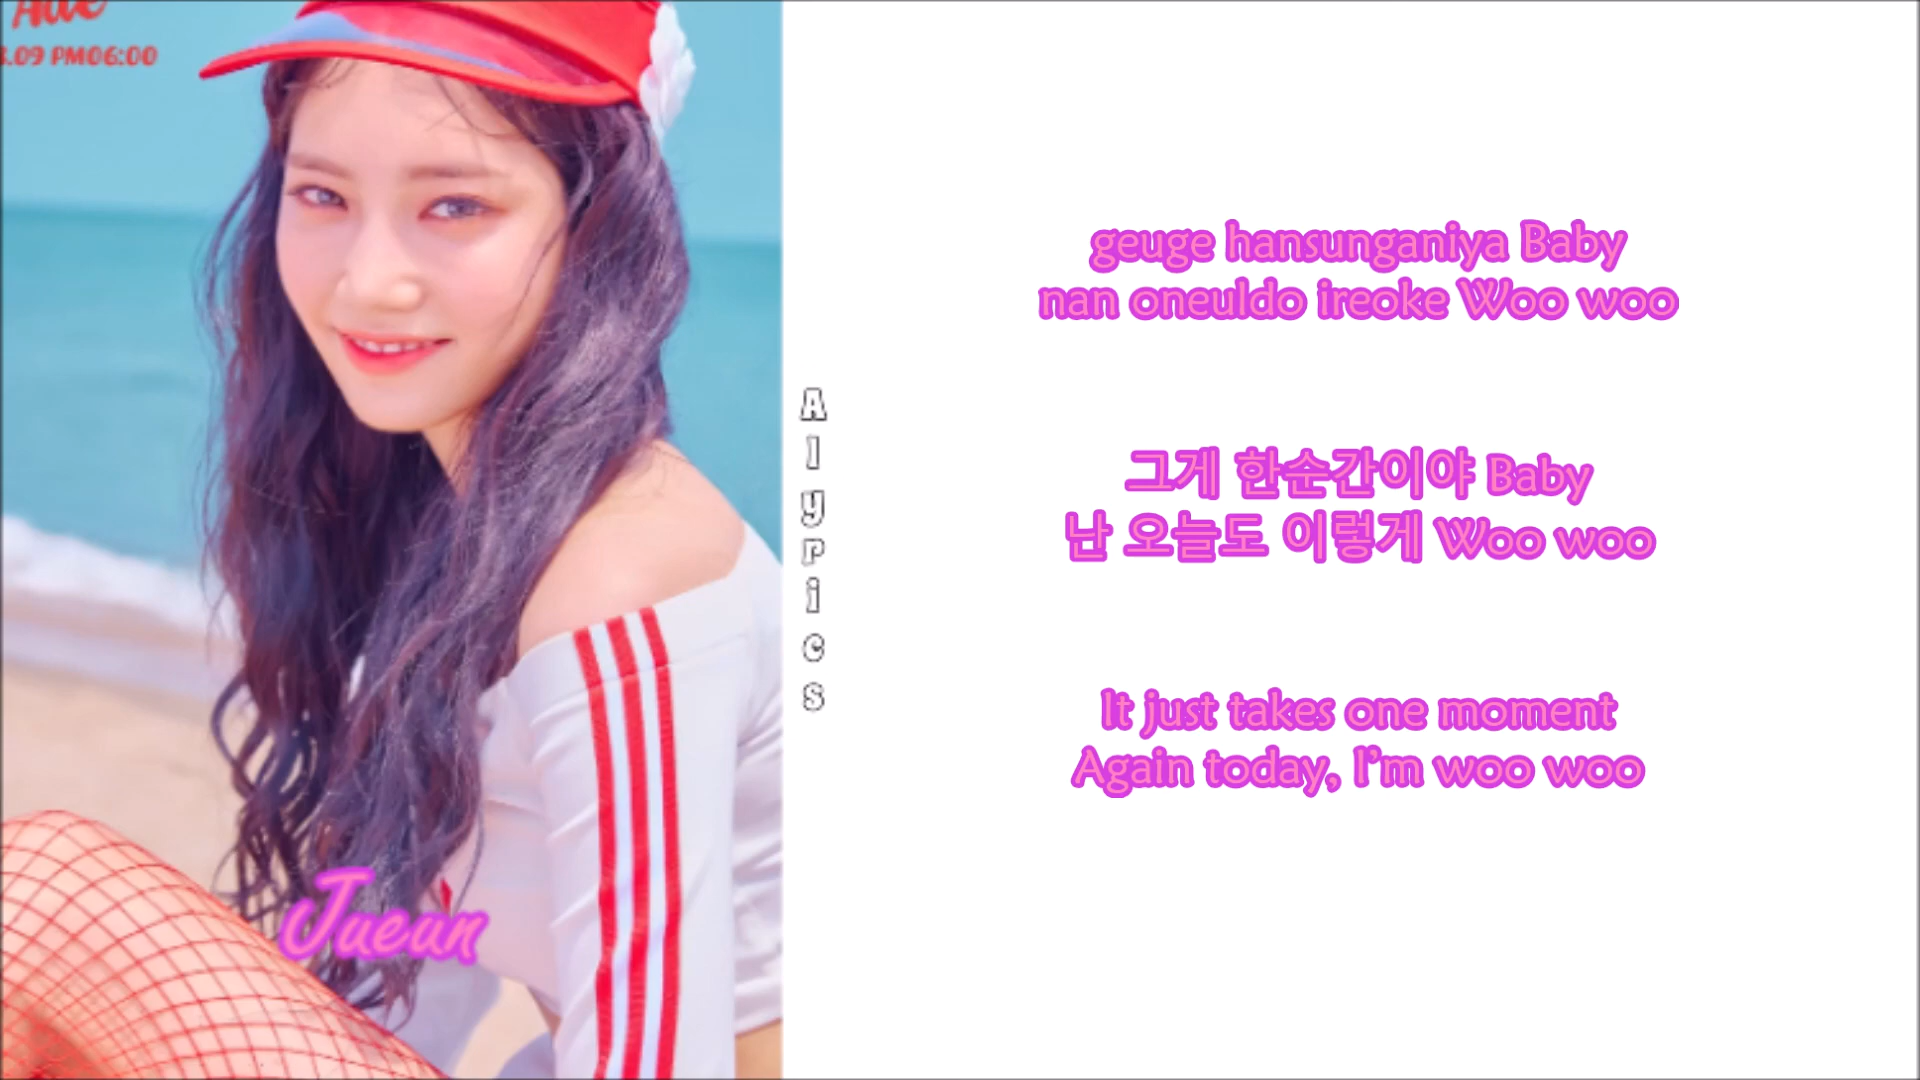 .09 PM06:00
geuge hansunganiya Baby
nan oneuldo ireoke Woo woo
그게 한순간이야 Baby
난 오늘도 이렇게 Woo woo
It just takes one moment
Again today, I'm woo woo
Alyrics
Jueun